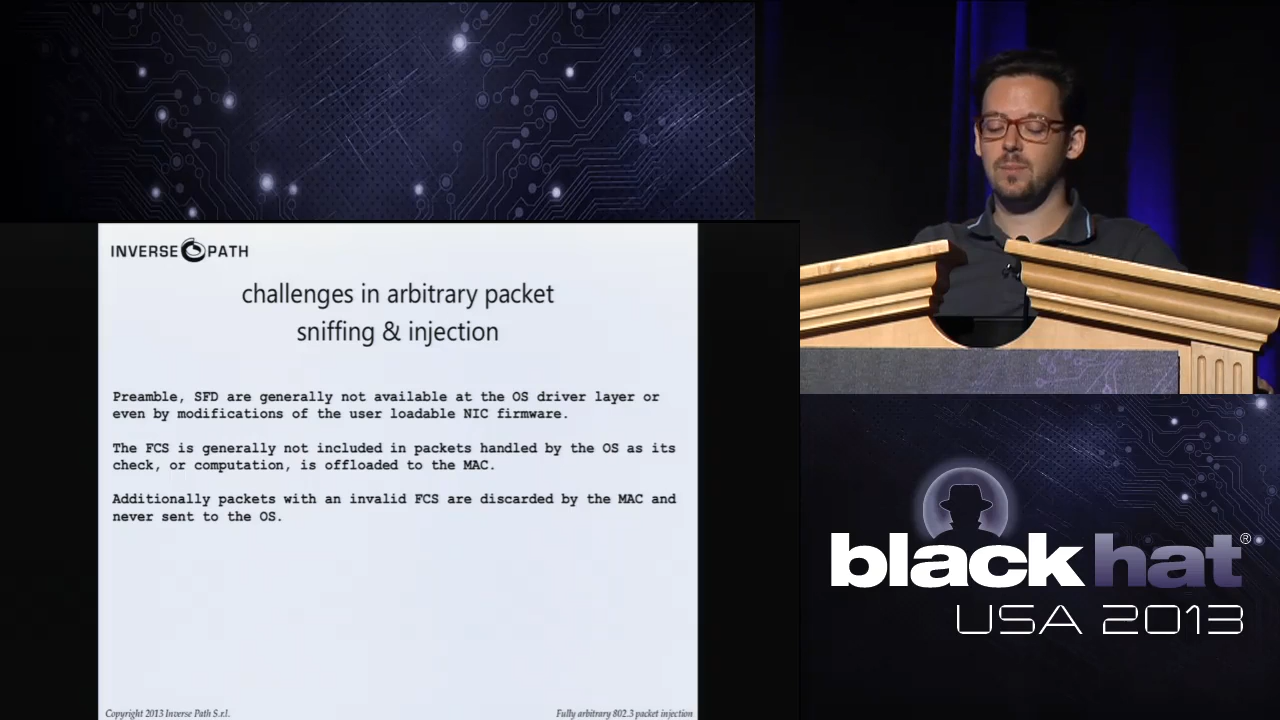 INVERSE PATH
challenges in arbitrary packet
sniffing & injection
Preamble, SFD are generally not available at the OS driver layer or
even by modifications of the user loadable NIC firmware.
The FCS is generally not included in packets handled by the OS as its
check, or computation, is offloaded to the MAC.
Additionally packets with an invalid FCS are discarded by the MAC and
never sent to the OS.
Copyright 2013 Inverse Path S.r.l.
Fully arbitrary 802.3 packet injection
black hat®
USA 2013